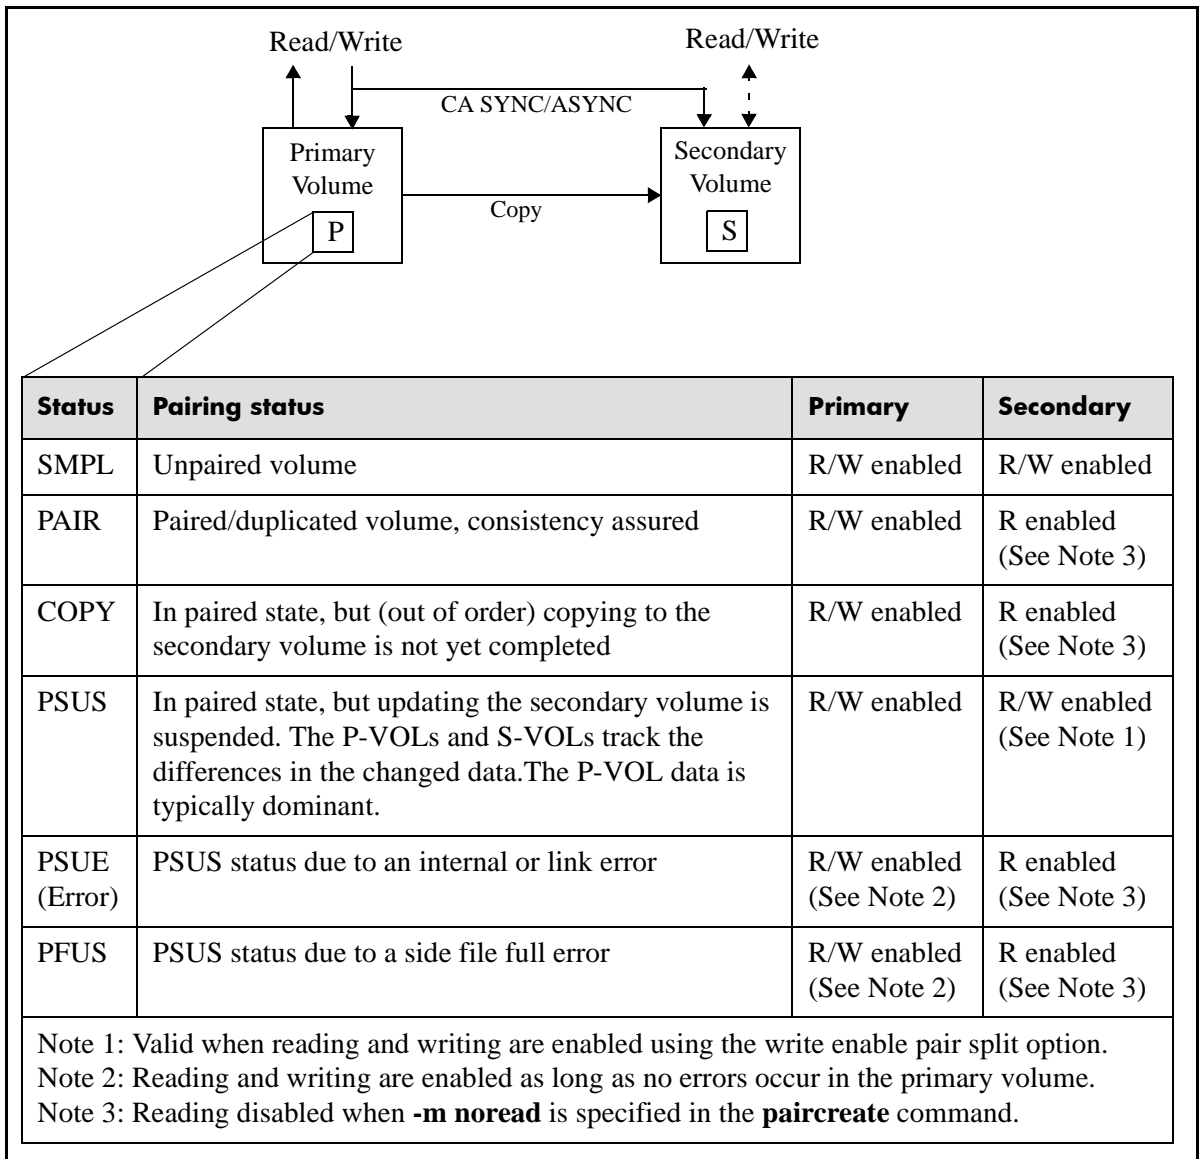 Read/Write
Read/Write
CA SYNC/ASYNC
Primary
Volume
P
Copy
Secondary
Volume
S
Status Pairing status Primary Secondary
SMPL Unpaired volume R/W enabled R/W enabled
PAIR Paired/duplicated volume, consistency assured R/W enabled R enabled
(See Note 3)
COPY In paired state, but (out of order) copying to the R/W enabled R enabled
secondary volume is not yet completed (See Note 3)
PSUS In paired state, but updating the secondary volume is R/W enabled R/W enabled
suspended. The P-VOLs and S-VOLs track the (See Note 1)
differences in the changed data.The P-VOL data is
typically dominant.
PSUE PSUS status due to an internal or link error R/W enabled R enabled
(Error) (See Note 2) (See Note 3)
PFUS PSUS status due to a side file full error R/W enabled R enabled
(See Note 2) (See Note 3)
Note 1: Valid when reading and writing are enabled using the write enable pair split option.
Note 2: Reading and writing are enabled as long as no errors occur in the primary volume.
Note 3: Reading disabled when -m noread is specified in the paircreate command.